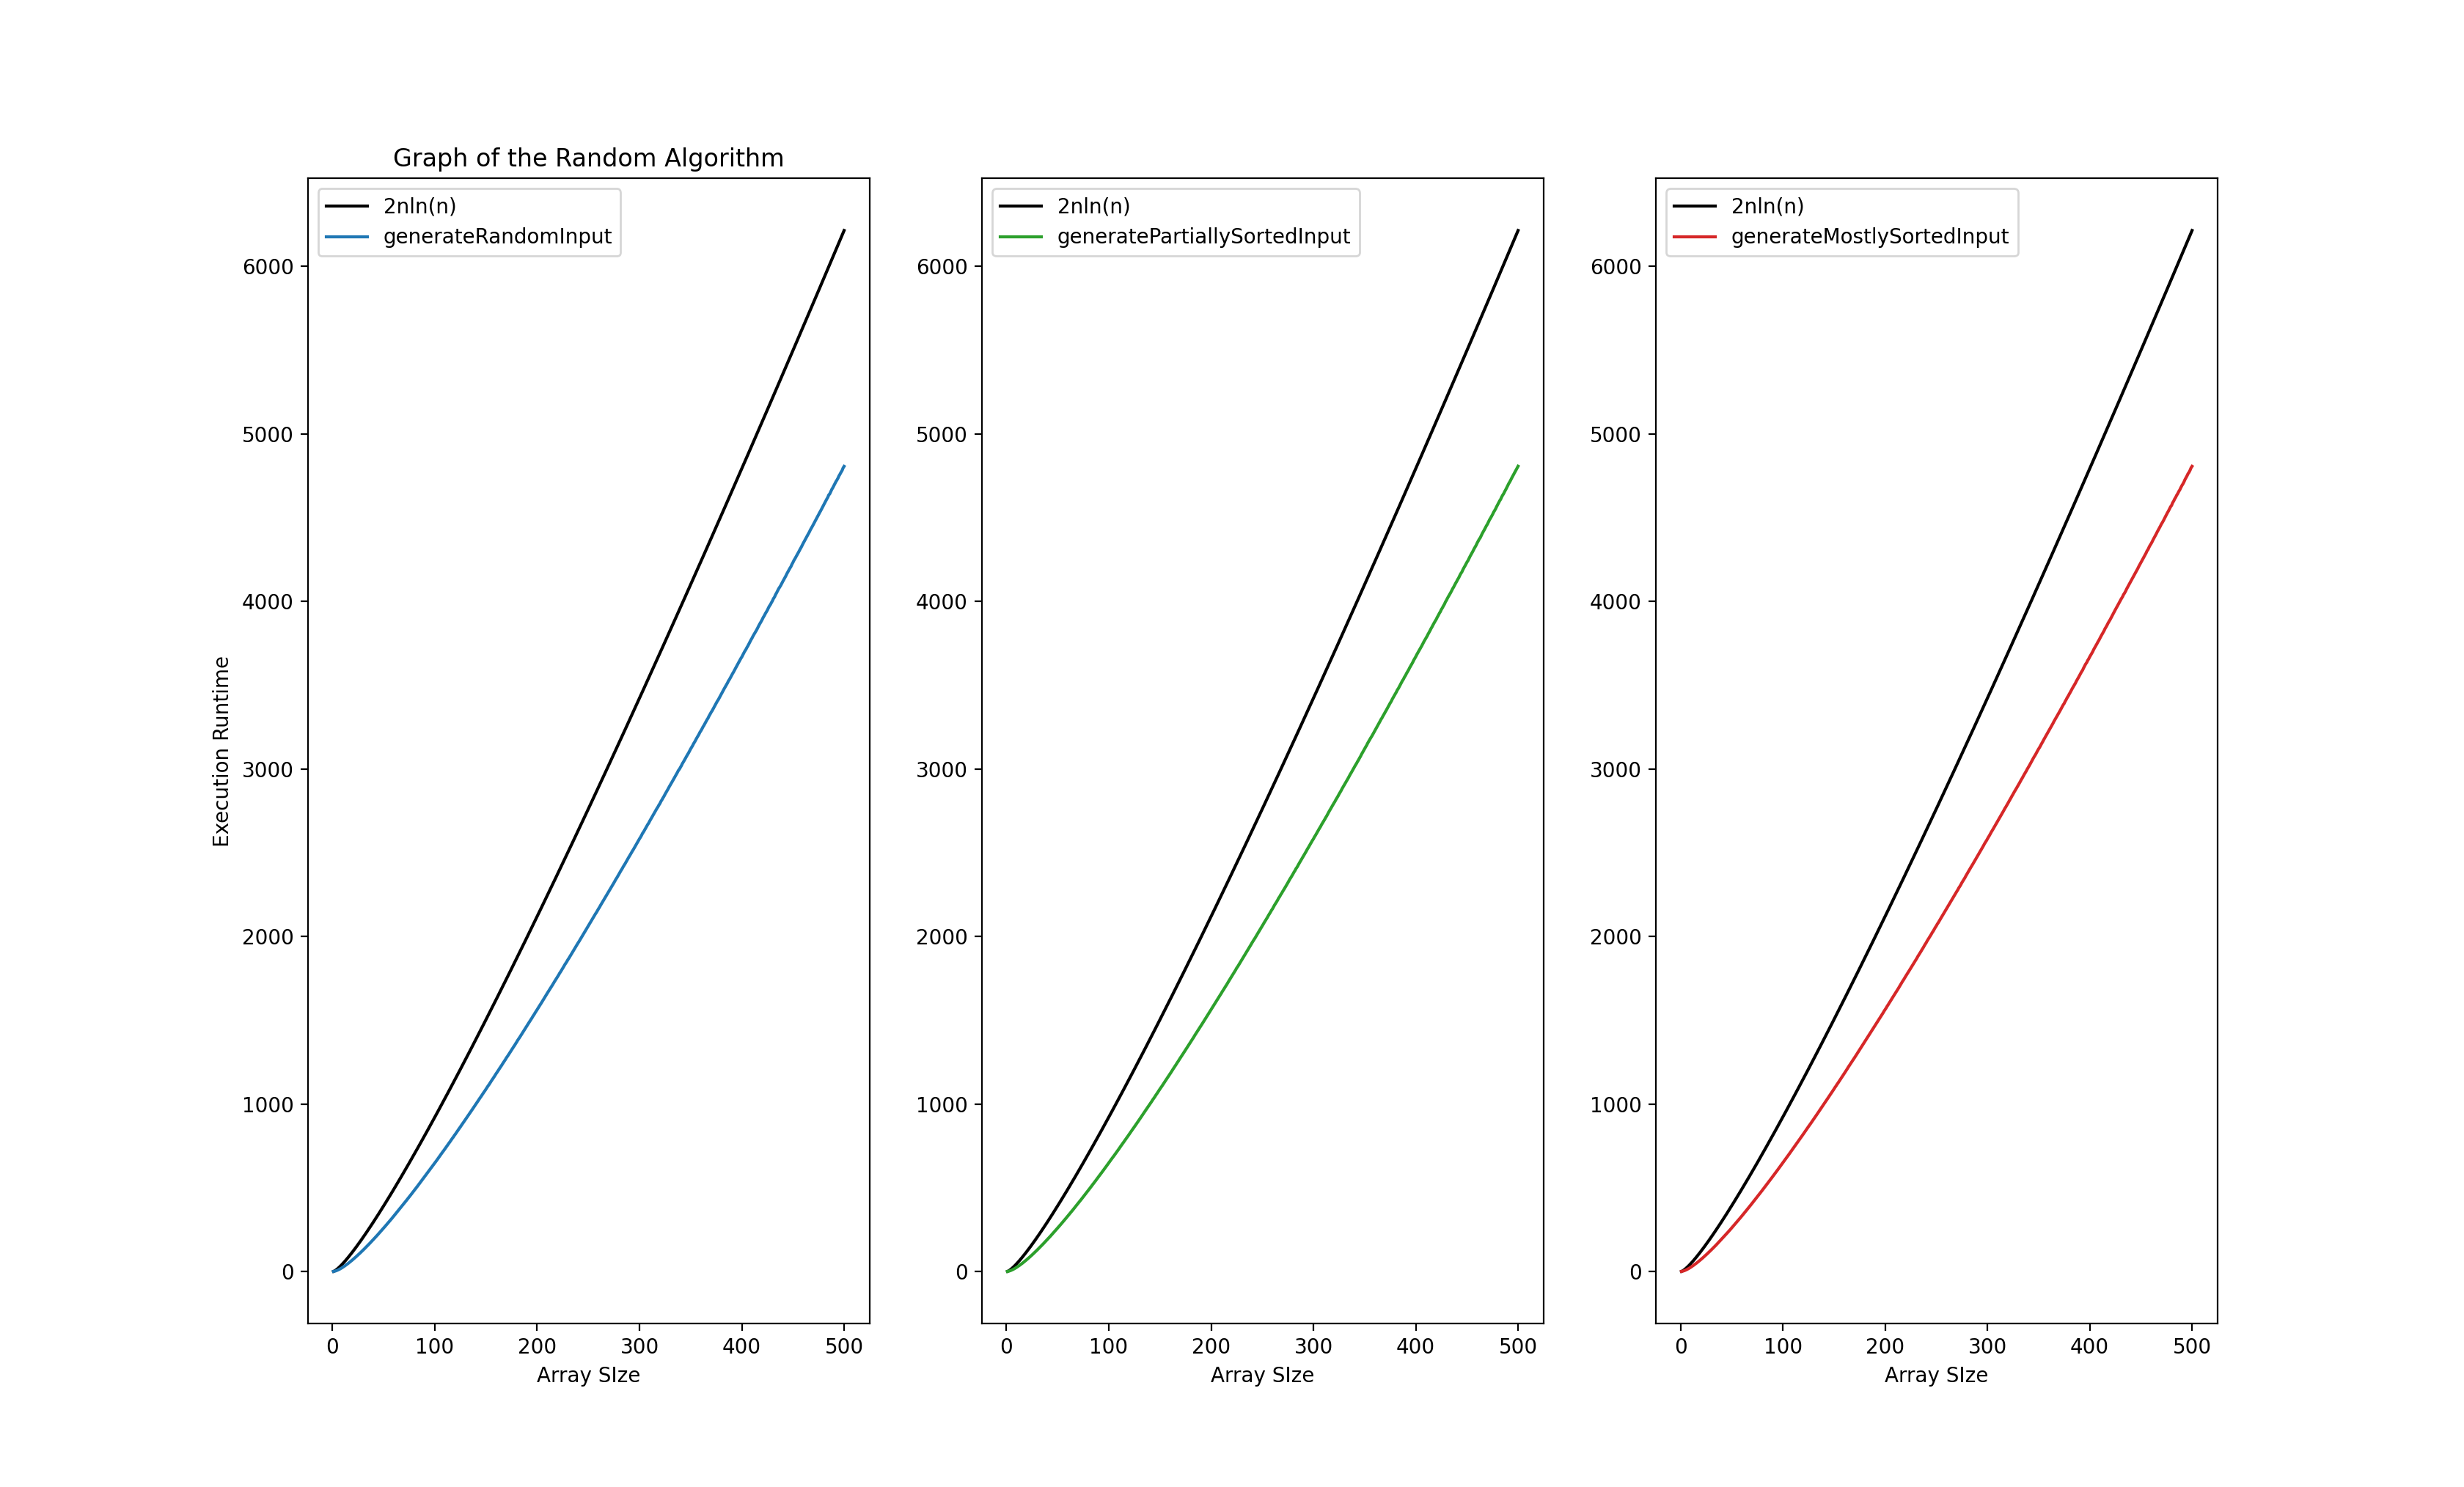 Graph of the Random Algorithm
2nln(n)
generateRandomInput
6000
5000
4000
3000
2000
1000
0
Execution Runtime
0 100 200 300 400 500
Array SIze
2nln(n)
generatePartiallySortedInput
6000
5000
4000
3000
2000
1000
0
0 100 200 300 400 500
Array SIze
2nln(n)
generateMostlySortedInput
6000
5000
4000
3000
2000
1000
0
0 100 200 300 400 500
Array SIze